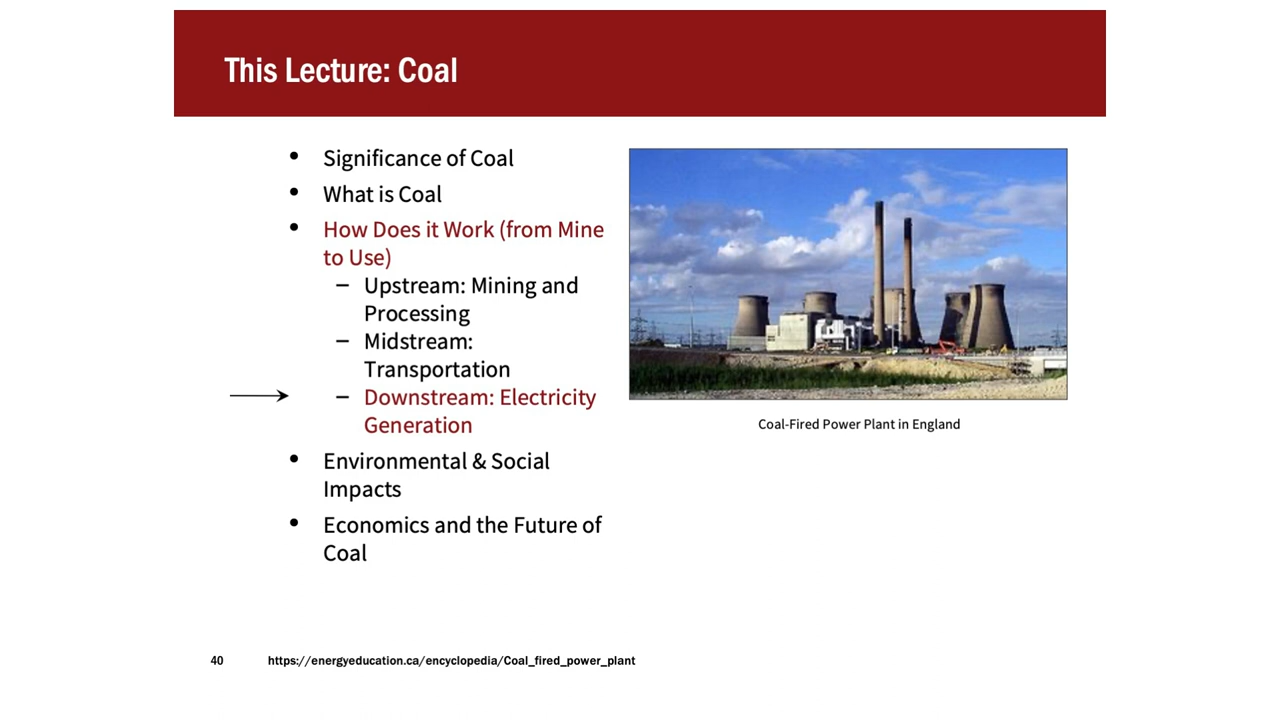 This Lecture: Coal
• Significance of Coal
• What is Coal
• How Does it Work (from Mine
to Use)
– Upstream: Mining and
Processing
– Midstream:
Transportation
– Downstream: Electricity
Generation
• Environmental & Social
Impacts
• Economics and the Future of
Coal
Coal-Fired Power Plant in England
40 https://energyeducation.ca/encyclopedia/Coal_fired_power_plant